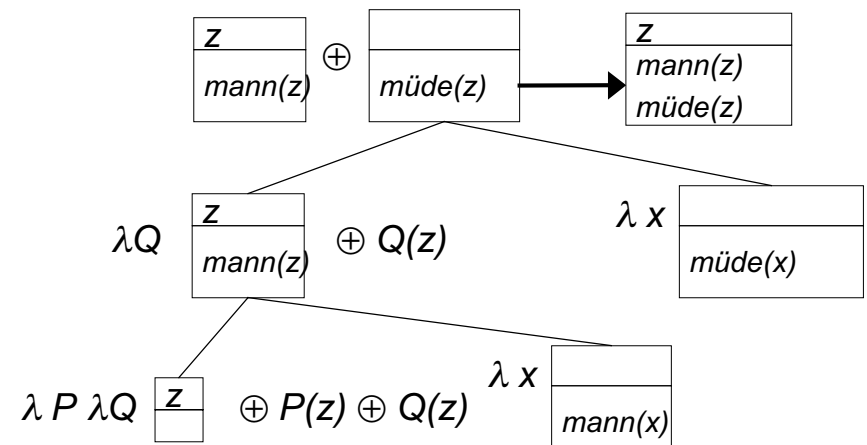 z ⊕ z
mann(z) müde(z) mann(z)
müde(z)
λQ z ⊕ Q(z) λ x
mann(z) müde(x)
λ P λQ z ⊕ P(z) ⊕ Q(z) λ x
mann(x)